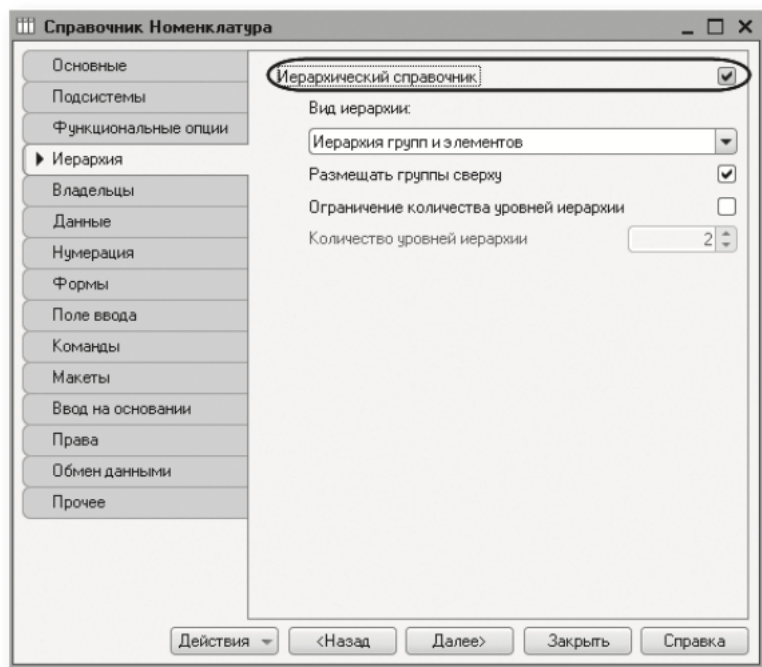 Справочник Номенклатура
Основные
Подсистемы
Функциональные опции
Иерархия
Владельцы
Данные
Нумерация
Формы
Поле ввода
Команды
Макеты
Ввод на основании
Права
Обмен данными
Прочее
Иерархический справочник
Вид иерархии:
Иерархия групп и элементов
Размещать группы сверху
Ограничение количества уровней иерархии
Количество уровней иерархии 2
Действия <Назад Далее> Закрыть Справка